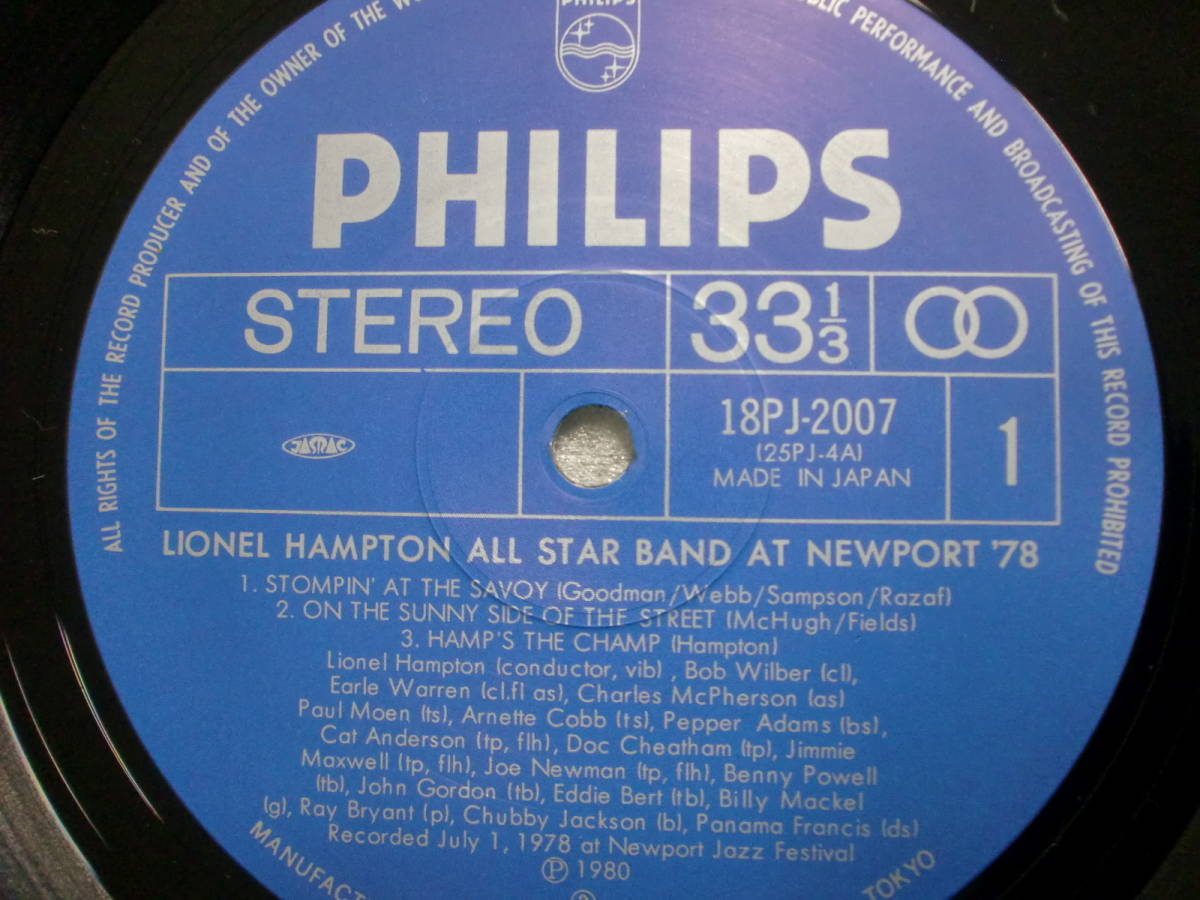 PHILIPS
ALL RIGHTS OF THE RECORD PRODUCER AND OF THE OWNER OF THE
PERFORMANCE AND BROADCASTING OF THIS RECORD PROHIBITED
PHILIPS
STEREO
33 1/3
JASRAC
18PJ-2007
(25PJ-4A)
MADE IN JAPAN
1
LIONEL HAMPTON ALL STAR BAND AT NEWPORT '78
1. STOMPIN' AT THE SAVOY (Goodman/Webb/Sampson/Razaf)
2. ON THE SUNNY SIDE OF THE STREET (McHugh/Fields)
3. HAMP'S THE CHAMP (Hampton)
Lionel Hampton (conductor, vib) , Bob Wilber (cl),
Earle Warren (cl.fl as), Charles McPherson (as)
Paul Moen (ts), Arnette Cobb (ts), Pepper Adams (bs),
Cat Anderson (tp, flh), Doc Cheatham (tp), Jimmie
Maxwell (tp, flh), Joe Newman (tp, flh), Benny Powell
(tb), John Gordon (tb), Eddie Bert (tb), Billy Mackel
(g), Ray Bryant (p), Chubby Jackson (b), Panama Francis (ds)
Recorded July 1, 1978 at Newport Jazz Festival
Ⓟ 1980
TOKYO